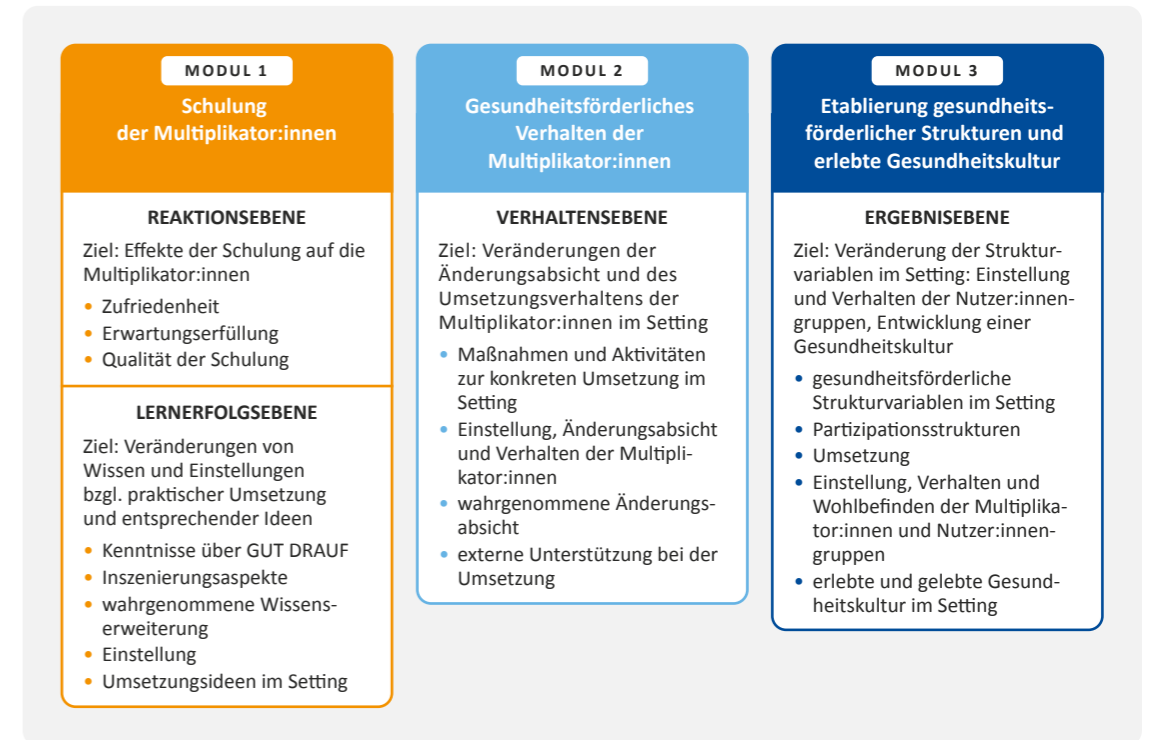 MODUL 1
Schulung
der Multiplikator:innen
REAKTIONSEBENE
Ziel: Effekte der Schulung auf die
Multiplikator:innen
• Zufriedenheit
• Erwartungserfüllung
• Qualität der Schulung
LERNERFOLGSEBENE
Ziel: Veränderungen von
Wissen und Einstellungen
bzgl. praktischer Umsetzung
und entsprechender Ideen
• Kenntnisse über GUT DRAUF
• Inszenierungsaspekte
• wahrgenommene Wissens-
erweiterung
• Einstellung
• Umsetzungsideen im Setting
MODUL 2
Gesundheitsförderliches
Verhalten der
Multiplikator:innen
VERHALTENSEBENE
Ziel: Veränderungen der
Änderungsabsicht und des
Umsetzungsverhaltens der
Multiplikator:innen im Setting
• Maßnahmen und Aktivitäten
zur konkreten Umsetzung im
Setting
• Einstellung, Änderungsabsicht
und Verhalten der Multipli-
kator:innen
• wahrgenommene Änderungs-
absicht
• externe Unterstützung bei der
Umsetzung
MODUL 3
Etablierung gesundheits-
förderlicher Strukturen und
erlebte Gesundheitskultur
ERGEBNISEBENE
Ziel: Veränderung der Struktur-
variablen im Setting: Einstellung
und Verhalten der Nutzer:innen-
gruppen, Entwicklung einer
Gesundheitskultur
• gesundheitsförderliche
Strukturvariablen im Setting
• Partizipationsstrukturen
• Umsetzung
• Einstellung, Verhalten und
Wohlbefinden der Multiplika-
tor:innen und Nutzer:innen-
gruppen
• erlebte und gelebte Gesund-
heitskultur im Setting